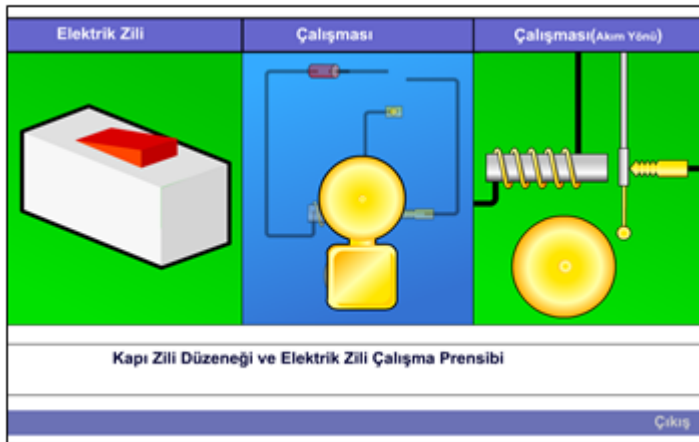 Elektrik Zili
Çalışması
Çalışması(Akım Yönü)
Kapı Zili Düzeneği ve Elektrik Zili Çalışma Prensibi
Çıkış